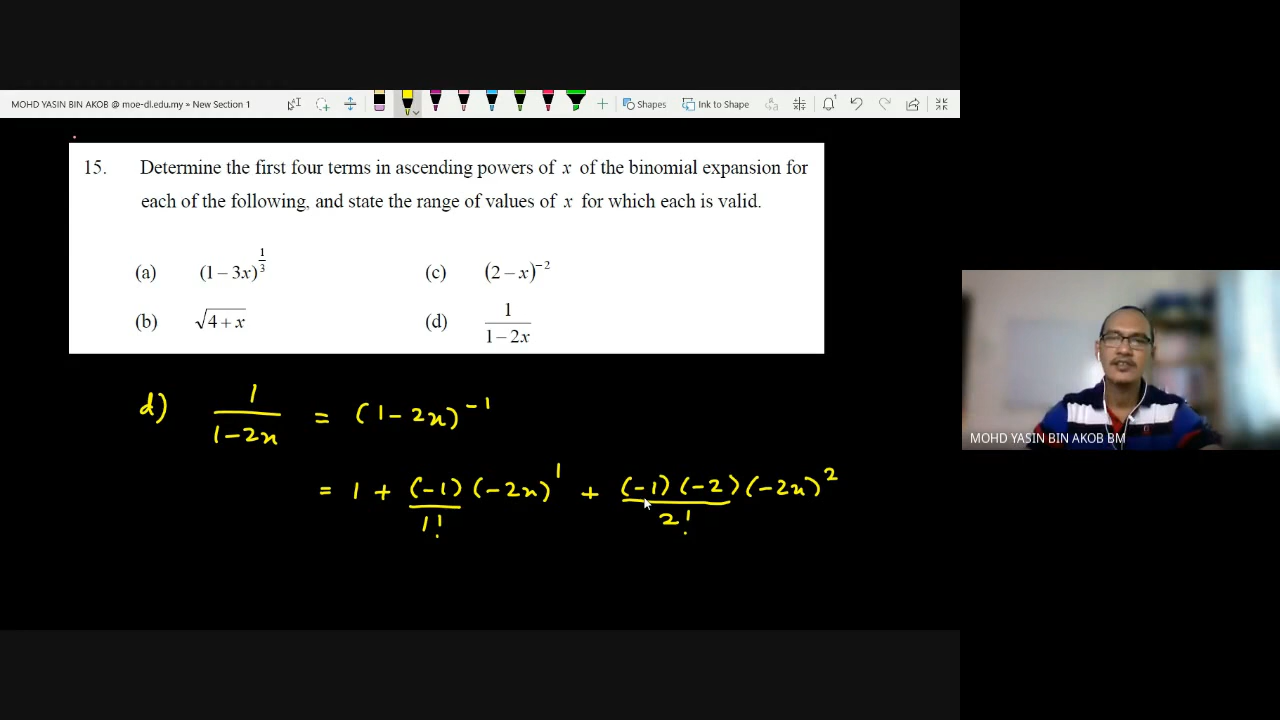 MOHD YASIN BIN AKOB @ moe-dl.edu.my » New Section 1
Shapes
Ink to Shape
15. Determine the first four terms in ascending powers of x of the binomial expansion for
each of the following, and state the range of values of x for which each is valid.
(a) (1 − 3x)^{1/3} (c) (2 − x)^{−2}
(b) √(4 + x) (d) 1/(1 − 2x)
d) 1/(1−2x) = (1−2x)^{−1}
= 1 + (−1)/1! (−2x)^1 + (−1)(−2)/2! (−2x)^2
MOHD YASIN BIN AKOB BM